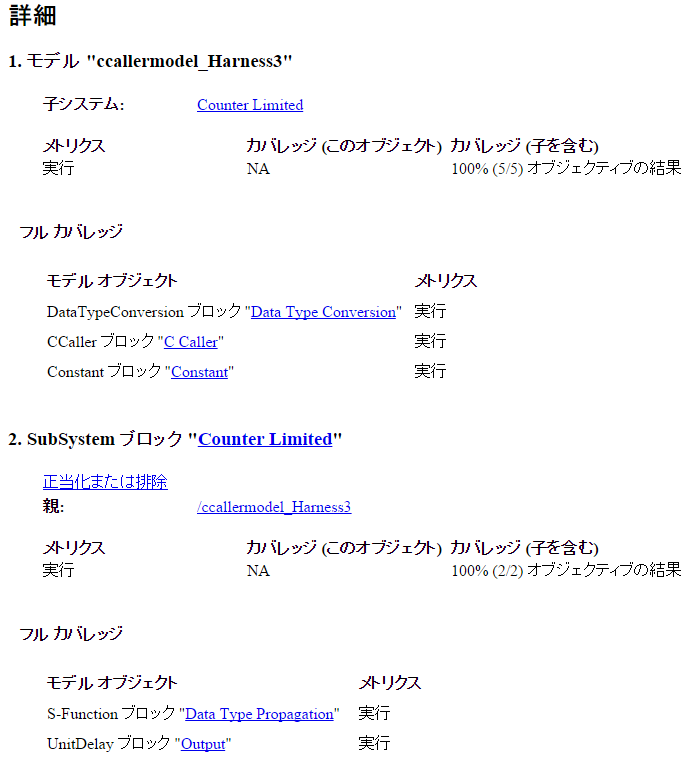 詳細
1. モデル "ccallermodel_Harness3"
子システム: Counter Limited
メトリクス カバレッジ (このオブジェクト) カバレッジ (子を含む)
実行 NA 100% (5/5) オブジェクティブの結果
フル カバレッジ
モデル オブジェクト メトリクス
DataTypeConversion ブロック "Data Type Conversion" 実行
CCaller ブロック "C Caller" 実行
Constant ブロック "Constant" 実行
2. SubSystem ブロック "Counter Limited"
正当化または排除
親: /ccallermodel_Harness3
メトリクス カバレッジ (このオブジェクト) カバレッジ (子を含む)
実行 NA 100% (2/2) オブジェクティブの結果
フル カバレッジ
モデル オブジェクト メトリクス
S-Function ブロック "Data Type Propagation" 実行
UnitDelay ブロック "Output" 実行